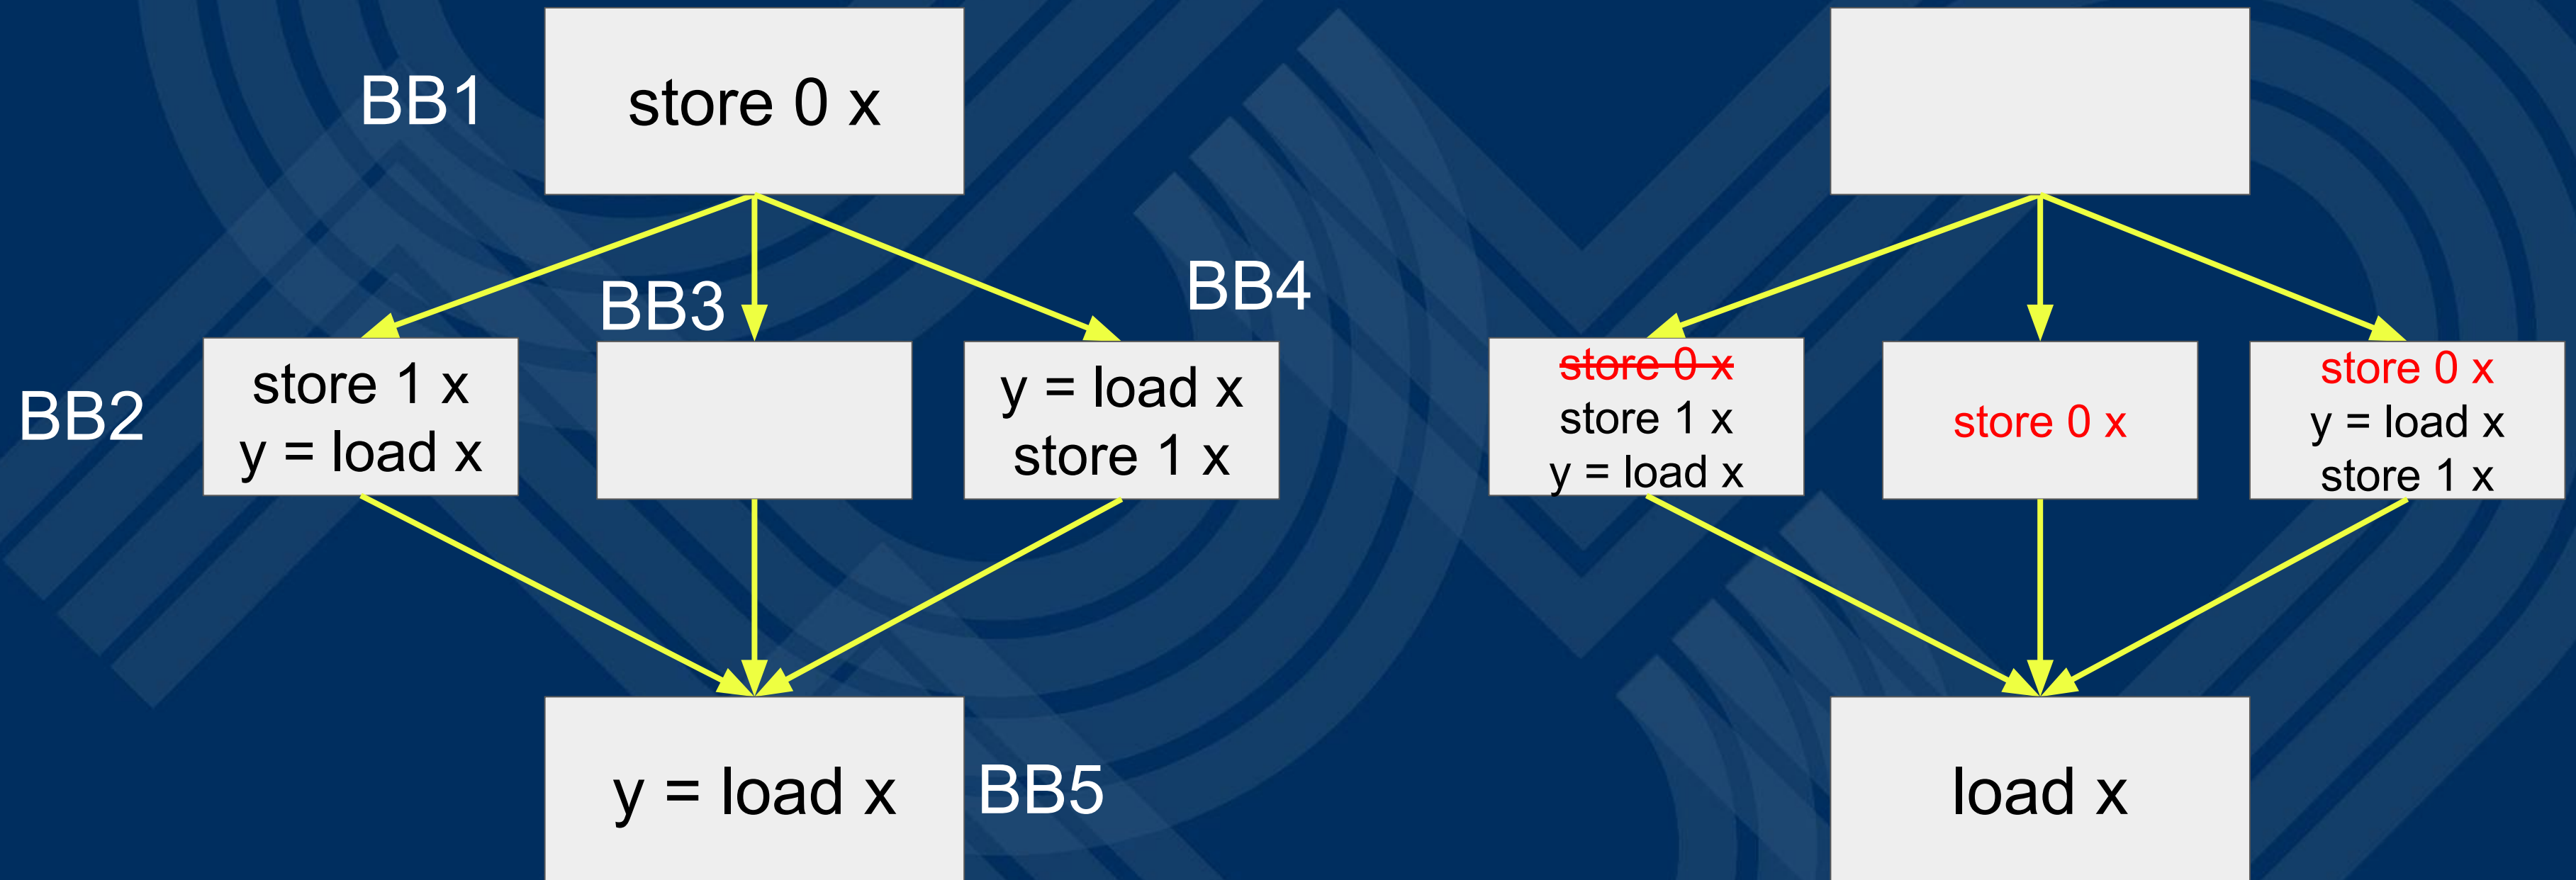 BB1
store 0 x
BB2
store 1 x
y = load x
BB3
BB4
y = load x
store 1 x
y = load x
BB5
store 0 x
store 1 x
y = load x
store 0 x
store 0 x
y = load x
store 1 x
load x